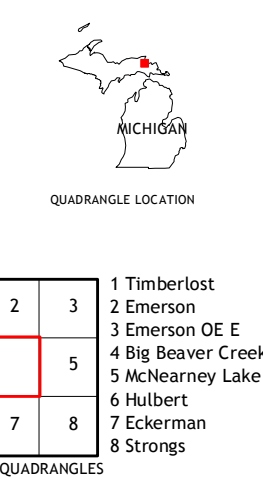 MICHIGAN
QUADRANGLE LOCATION
2 3
5
7 8
1 Timberlost
2 Emerson
3 Emerson OE E
4 Big Beaver Creek
5 McNearney Lake
6 Hulbert
7 Eckerman
8 Strongs
QUADRANGLES